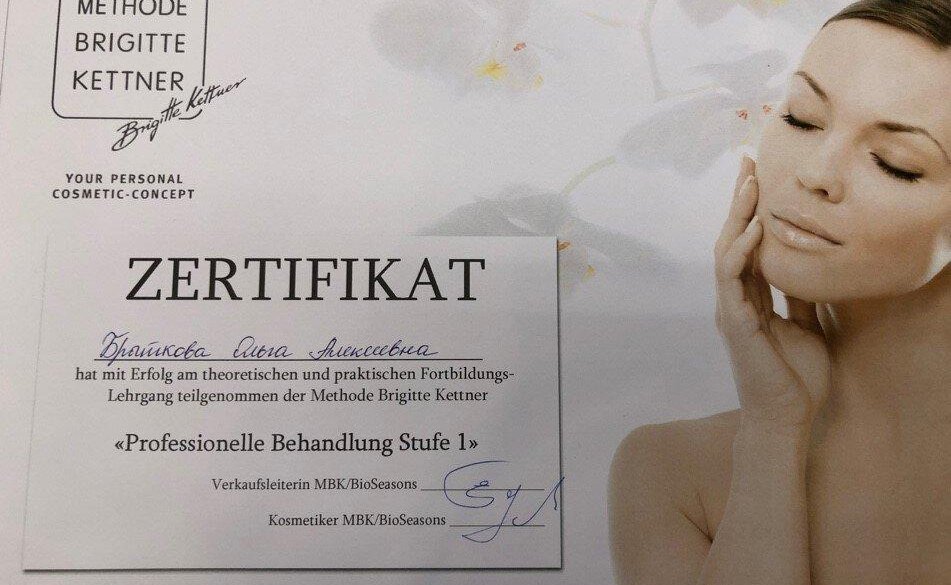 METHODE
BRIGITTE
KETTNER
Brigitte Kettner
YOUR PERSONAL
COSMETIC-CONCEPT
ZERTIFIKAT
Брыткова Ольга Алексеевна
hat mit Erfolg am theoretischen und praktischen Fortbildungs-
Lehrgang teilgenommen der Methode Brigitte Kettner
«Professionelle Behandlung Stufe 1»
Verkaufsleiterin MBK/BioSeasons
Kosmetiker MBK/BioSeasons